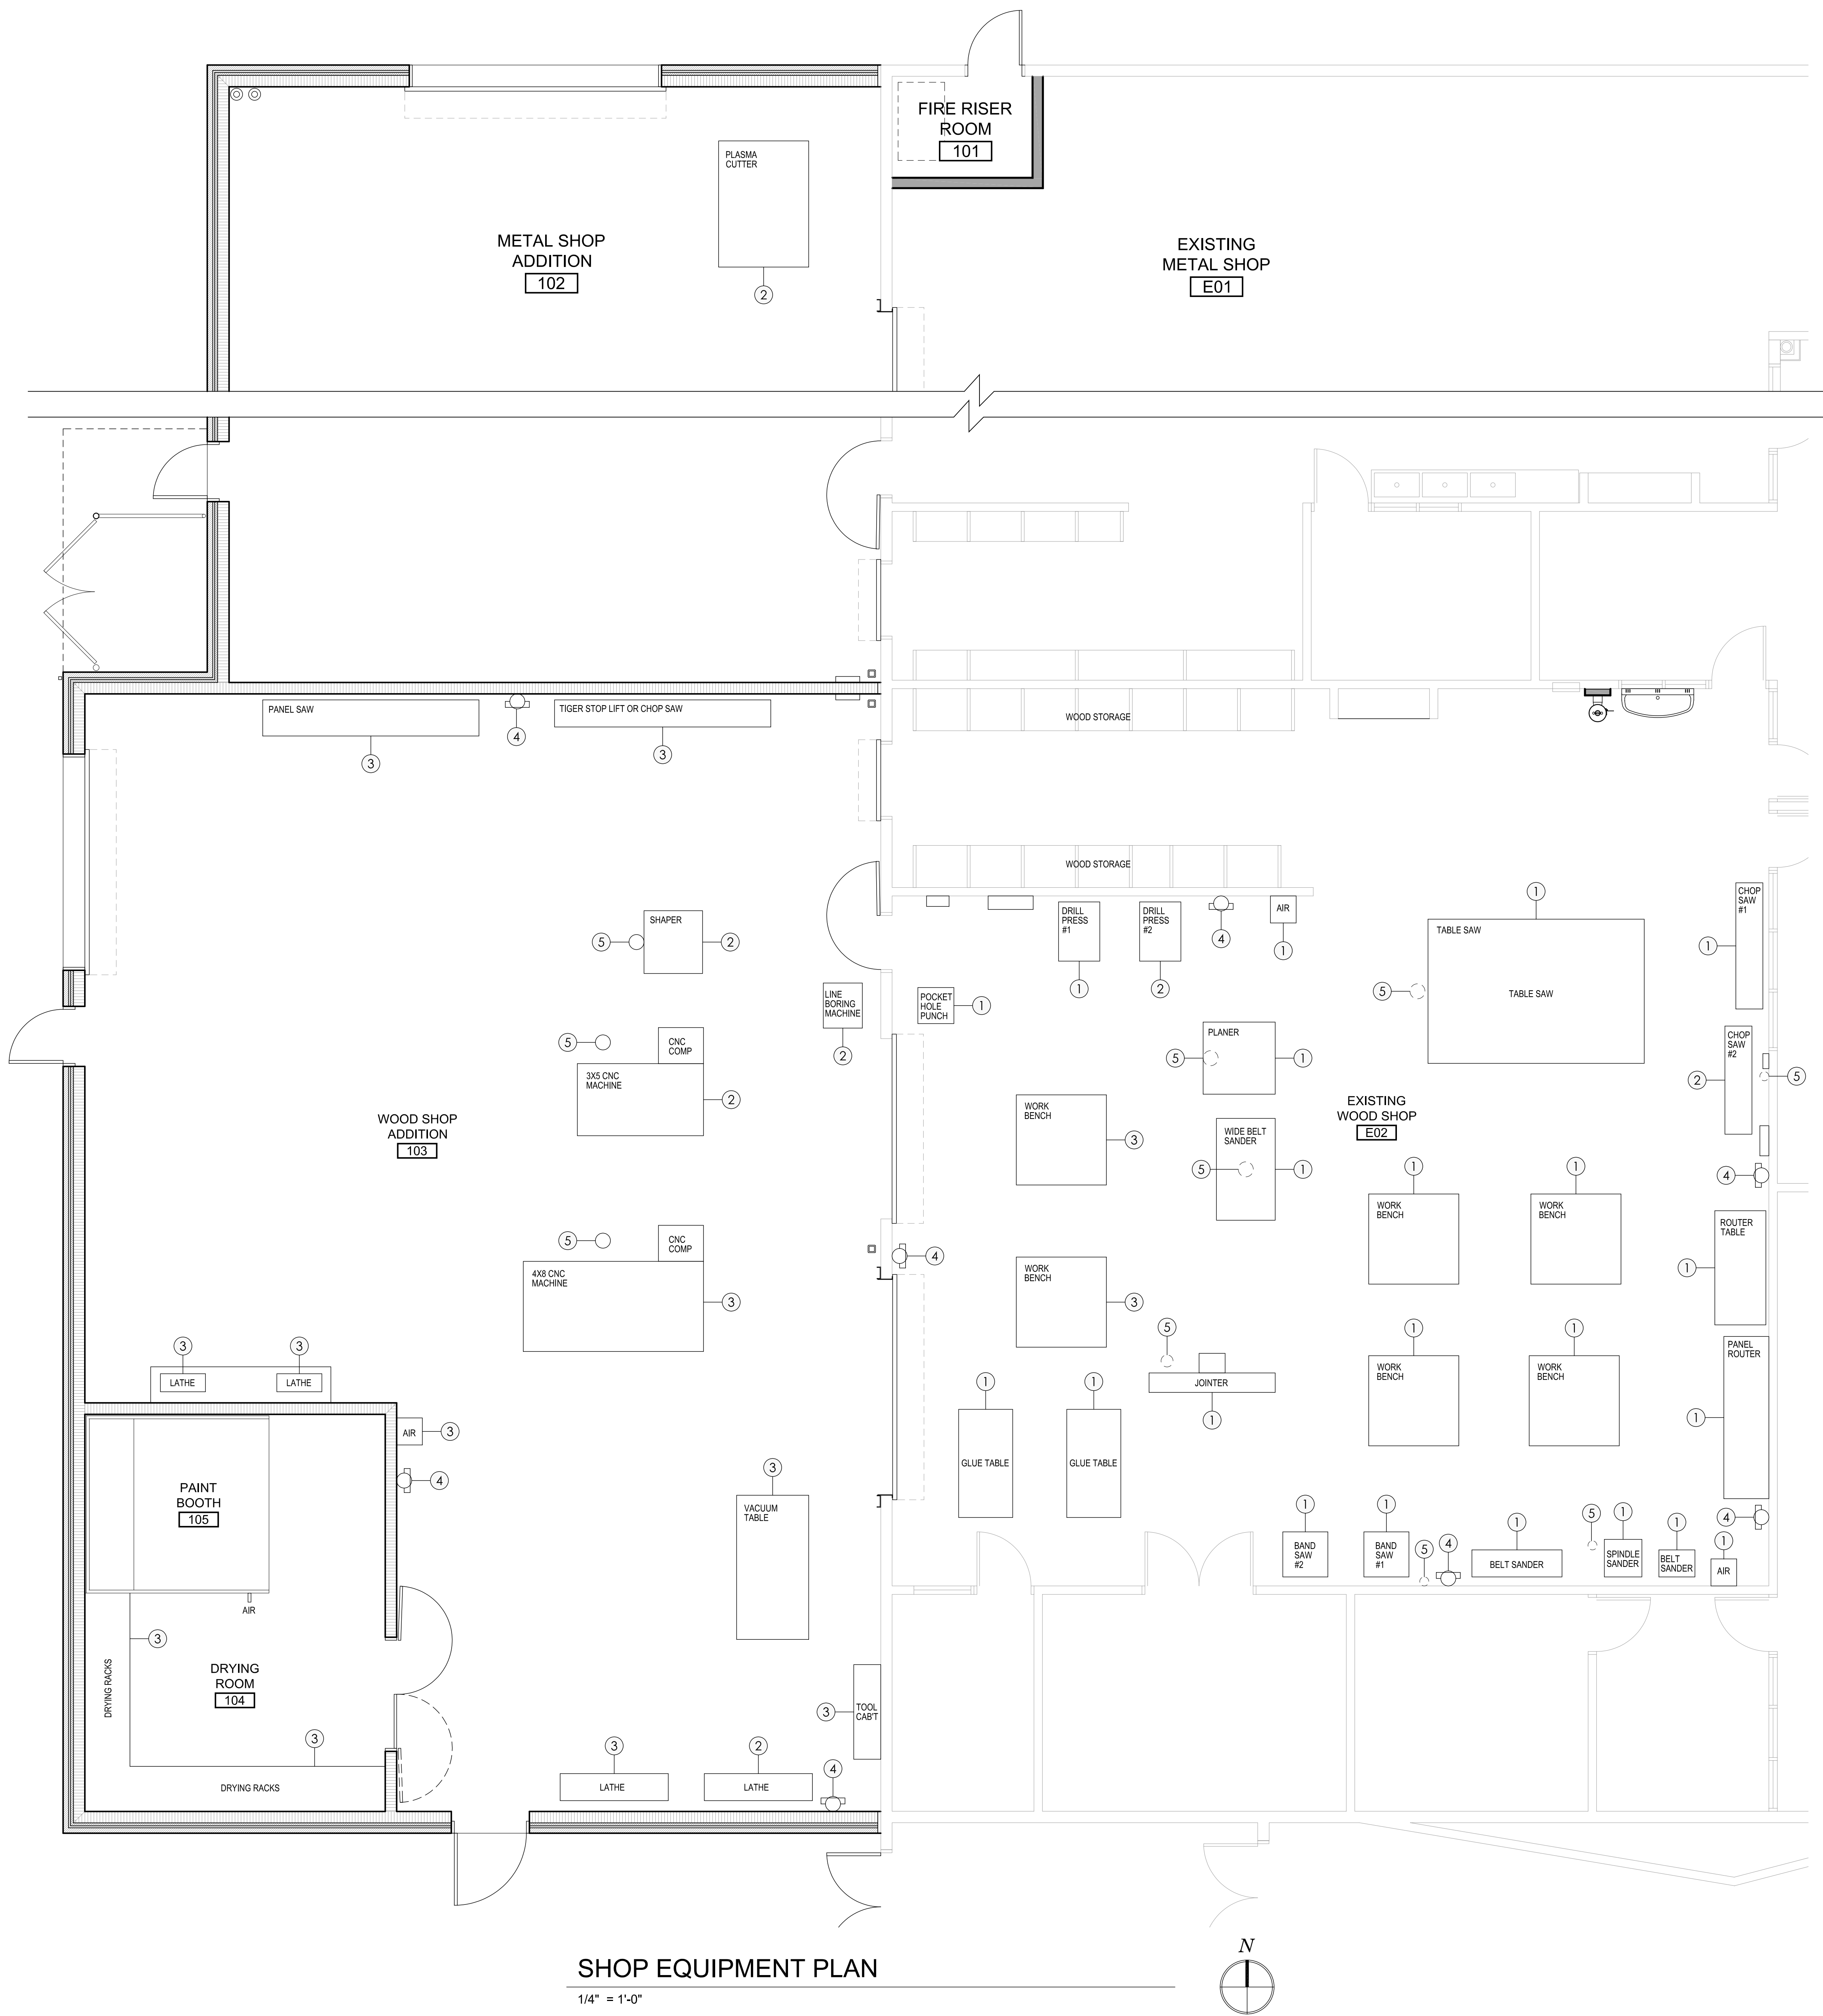 FIRE RISER
ROOM
101
PLASMA
CUTTER
METAL SHOP
ADDITION
102
2
EXISTING
METAL SHOP
E01
PANEL SAW
3
4
TIGER STOP LIFT OR CHOP SAW
3
WOOD STORAGE
WOOD STORAGE
SHAPER
5
2
LINE
BORING
MACHINE
2
5
CNC
COMP
3X5 CNC
MACHINE
2
WOOD SHOP
ADDITION
103
5
CNC
COMP
4X8 CNC
MACHINE
3
3
LATHE
3
LATHE
AIR
3
4
PAINT
BOOTH
105
AIR
3
DRYING RACKS
DRYING
ROOM
104
3
DRYING RACKS
3
VACUUM
TABLE
3
TOOL
CAB'T
3
LATHE
2
LATHE
4
DRILL
PRESS
#1
1
DRILL
PRESS
#2
2
4
AIR
1
POCKET
HOLE
PUNCH
1
1
TABLE SAW
TABLE SAW
5
CHOP
SAW
#1
1
CHOP
SAW
#2
2
5
PLANER
5
1
WORK
BENCH
3
WIDE BELT
SANDER
5
1
EXISTING
WOOD SHOP
E02
4
1
WORK
BENCH
1
WORK
BENCH
ROUTER
TABLE
1
4
WORK
BENCH
3
5
JOINTER
1
1
WORK
BENCH
1
WORK
BENCH
PANEL
ROUTER
1
1
GLUE TABLE
1
GLUE TABLE
1
BAND
SAW
#2
1
BAND
SAW
#1
5
4
1
BELT SANDER
5
1
SPINDLE
SANDER
1
BELT
SANDER
1
AIR
4
SHOP EQUIPMENT PLAN
1/4" = 1'-0"
N